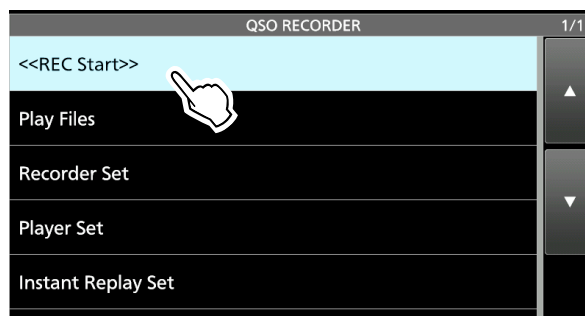 QSO RECORDER 1/1
<<REC Start>>
Play Files
Recorder Set
Player Set
Instant Replay Set